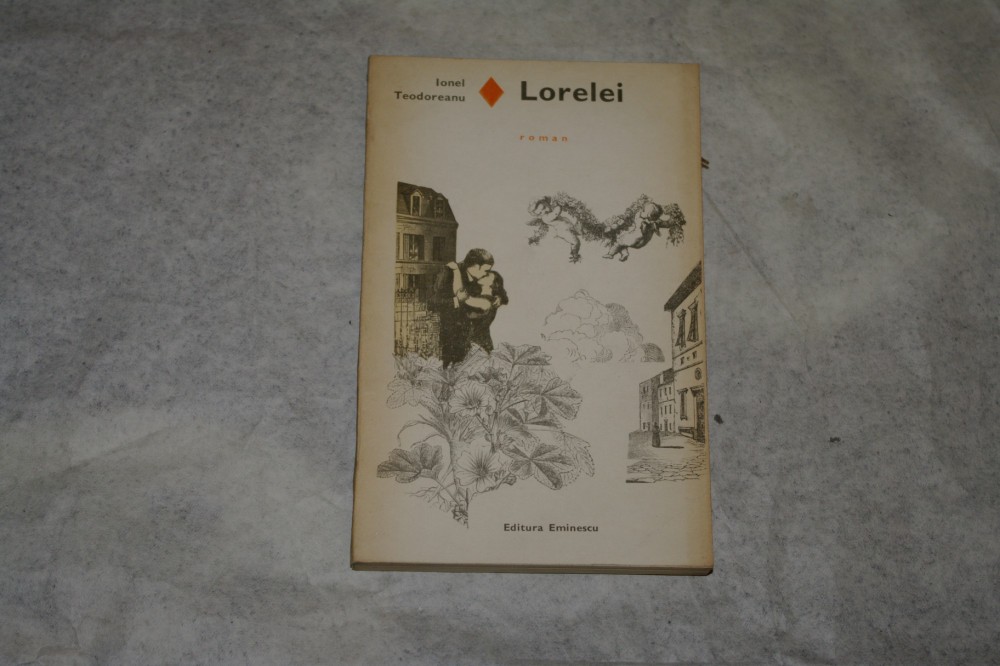 Ionel
Teodoreanu
Lorelei
roman
Editura Eminescu